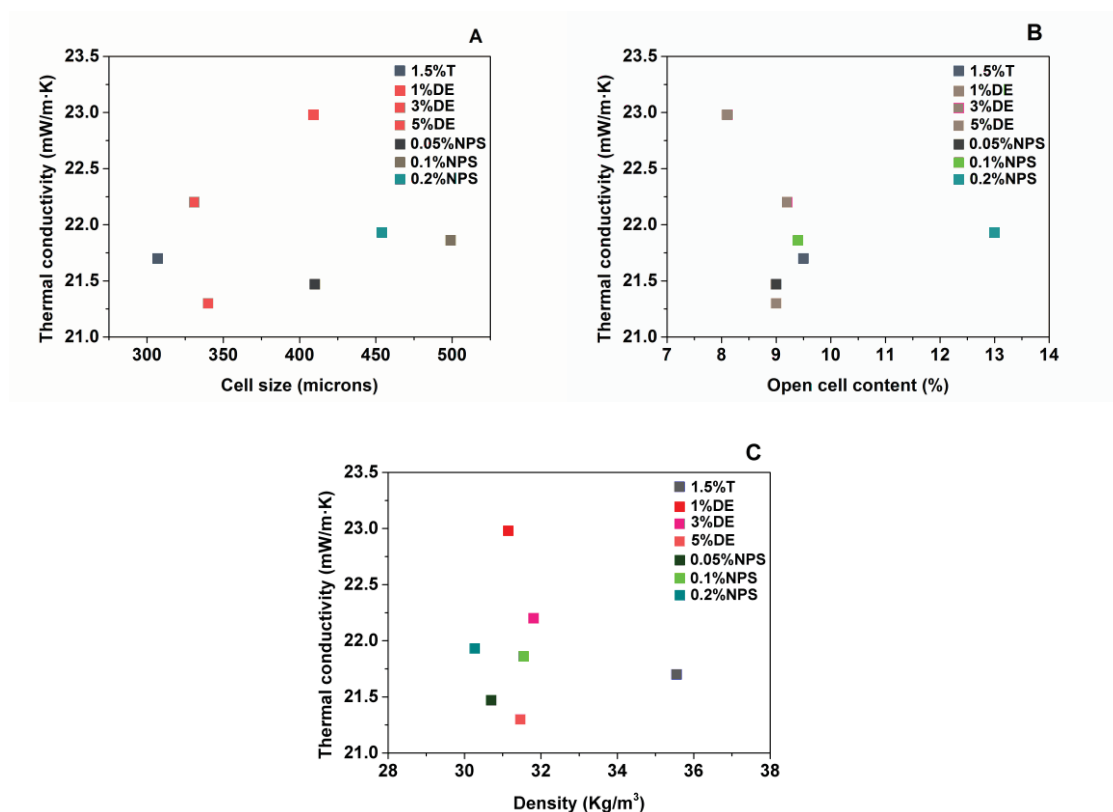 A
23.5
23.0
22.5
22.0
21.5
21.0
Thermal conductivity (mW/m·K)
1.5%T
1%DE
3%DE
5%DE
0.05%NPS
0.1%NPS
0.2%NPS
300 350 400 450 500
Cell size (microns)
B
23.5
23.0
22.5
22.0
21.5
21.0
Thermal conductivity (mW/m·K)
1.5%T
1%DE
3%DE
5%DE
0.05%NPS
0.1%NPS
0.2%NPS
7 8 9 10 11 12 13 14
Open cell content (%)
C
23.5
23.0
22.5
22.0
21.5
21.0
Thermal conductivity (mW/m·K)
1.5%T
1%DE
3%DE
5%DE
0.05%NPS
0.1%NPS
0.2%NPS
28 30 32 34 36 38
Density (Kg/m³)